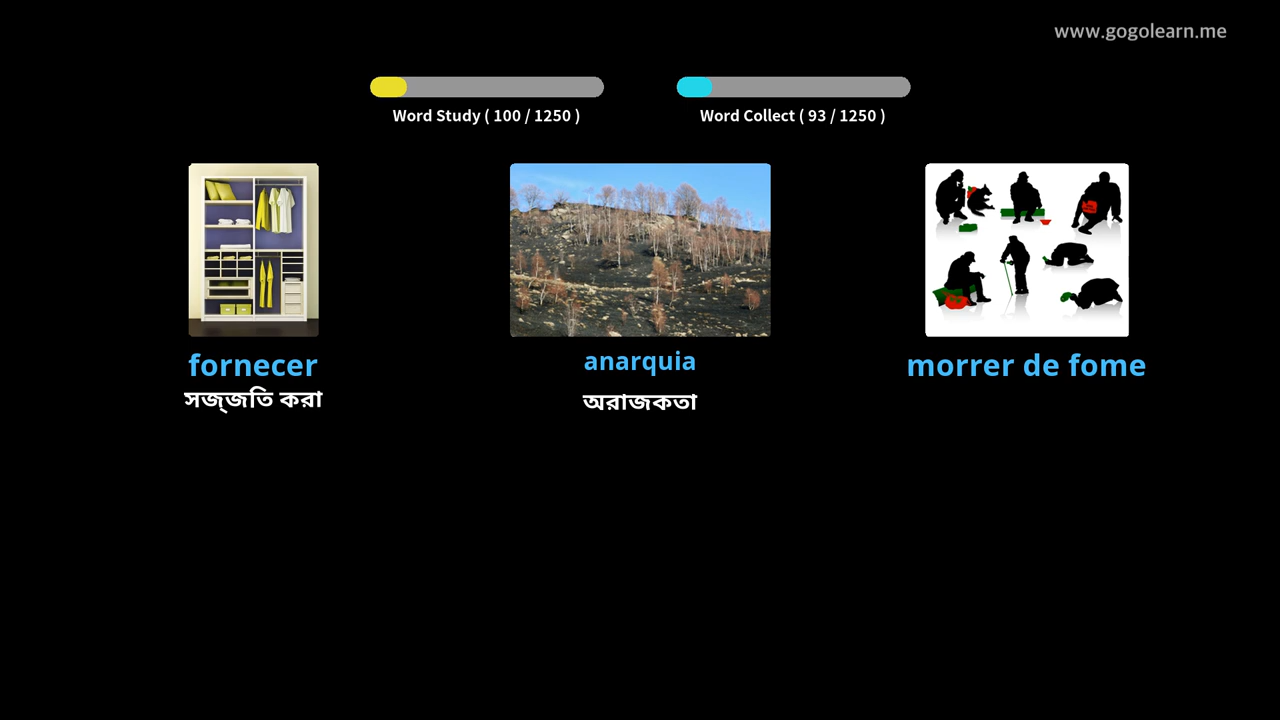 www.gogolearn.me
Word Study ( 100 / 1250 )
Word Collect ( 93 / 1250 )
fornecer
সজ্জতি করা
anarquia
অরাজকতা
morrer de fome